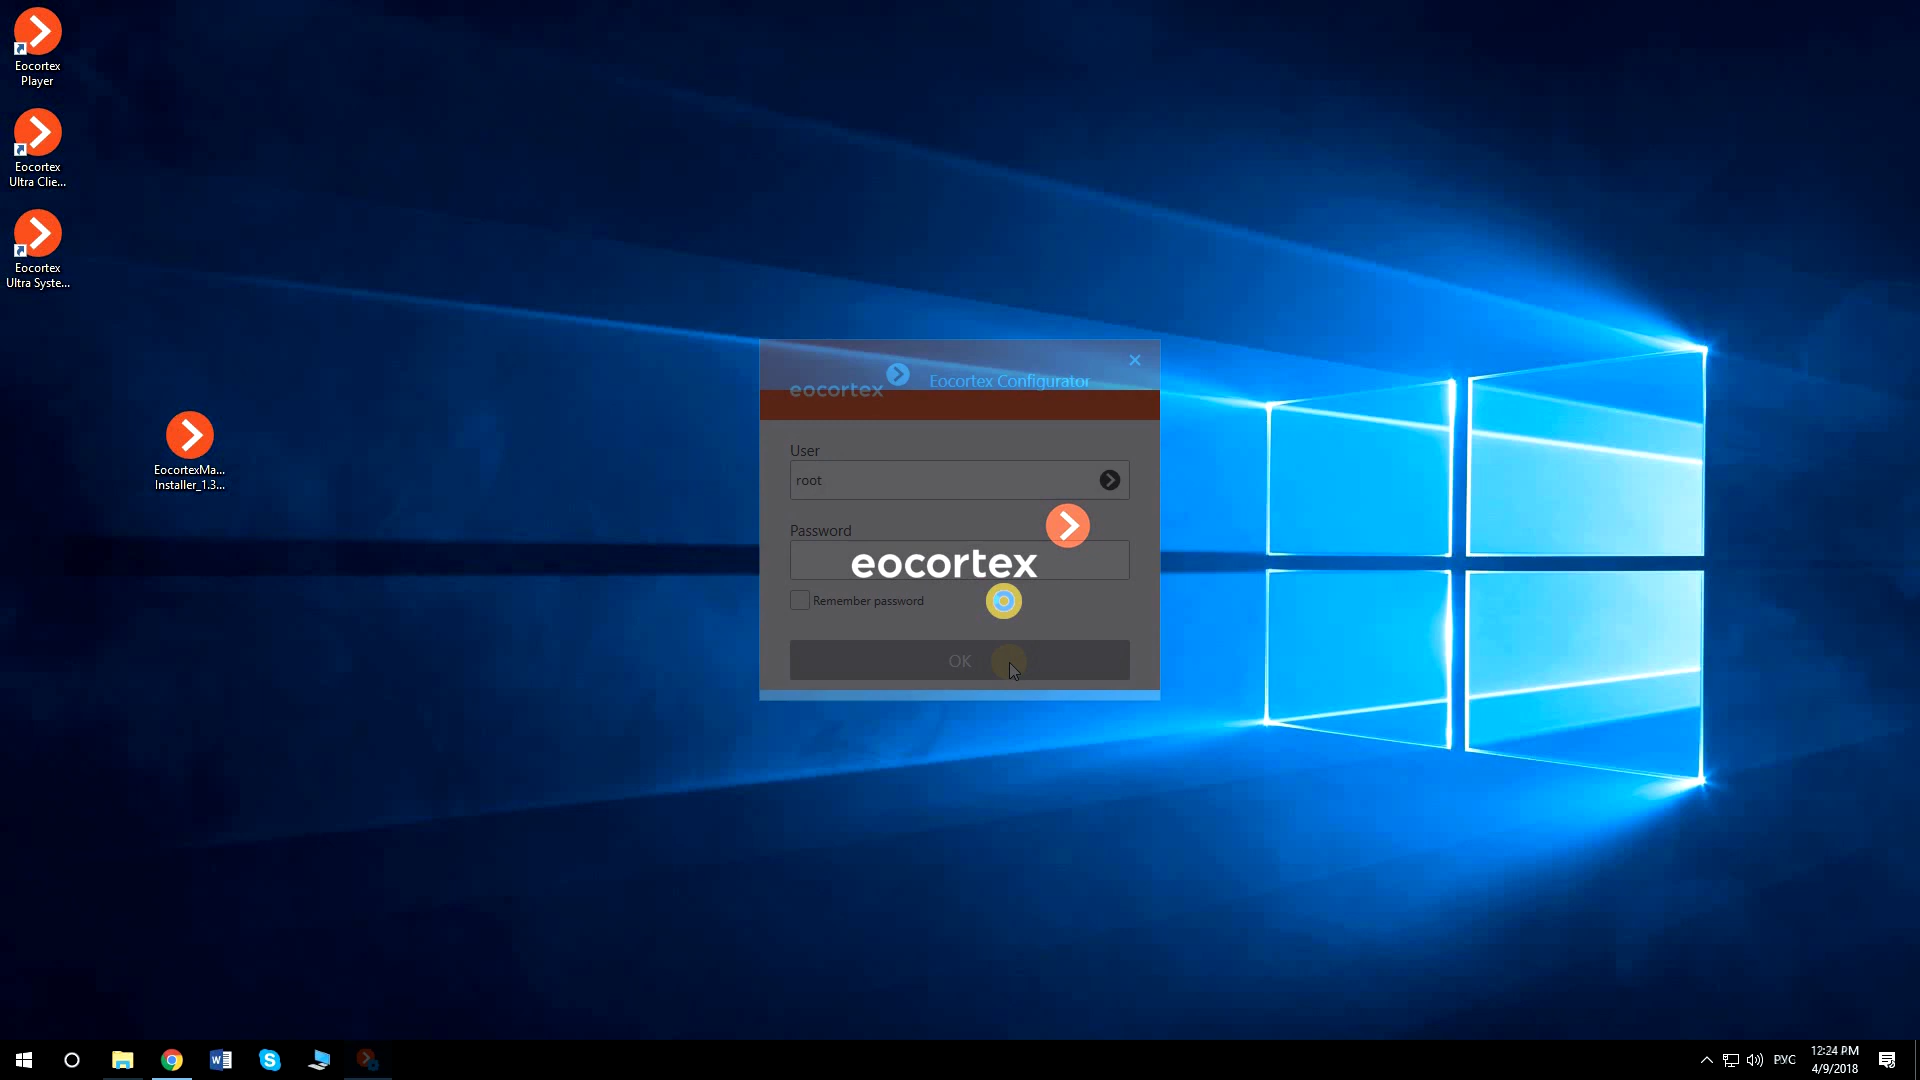 Eocortex
Player
Eocortex
Ultra Clie...
Eocortex
Ultra Syste...
EocortexMa...
Installer_1.3...
eocortex
Eocortex Configurator
User
root
Password
eocortex
Remember password
OK
РУС
12:24 PM
4/9/2018